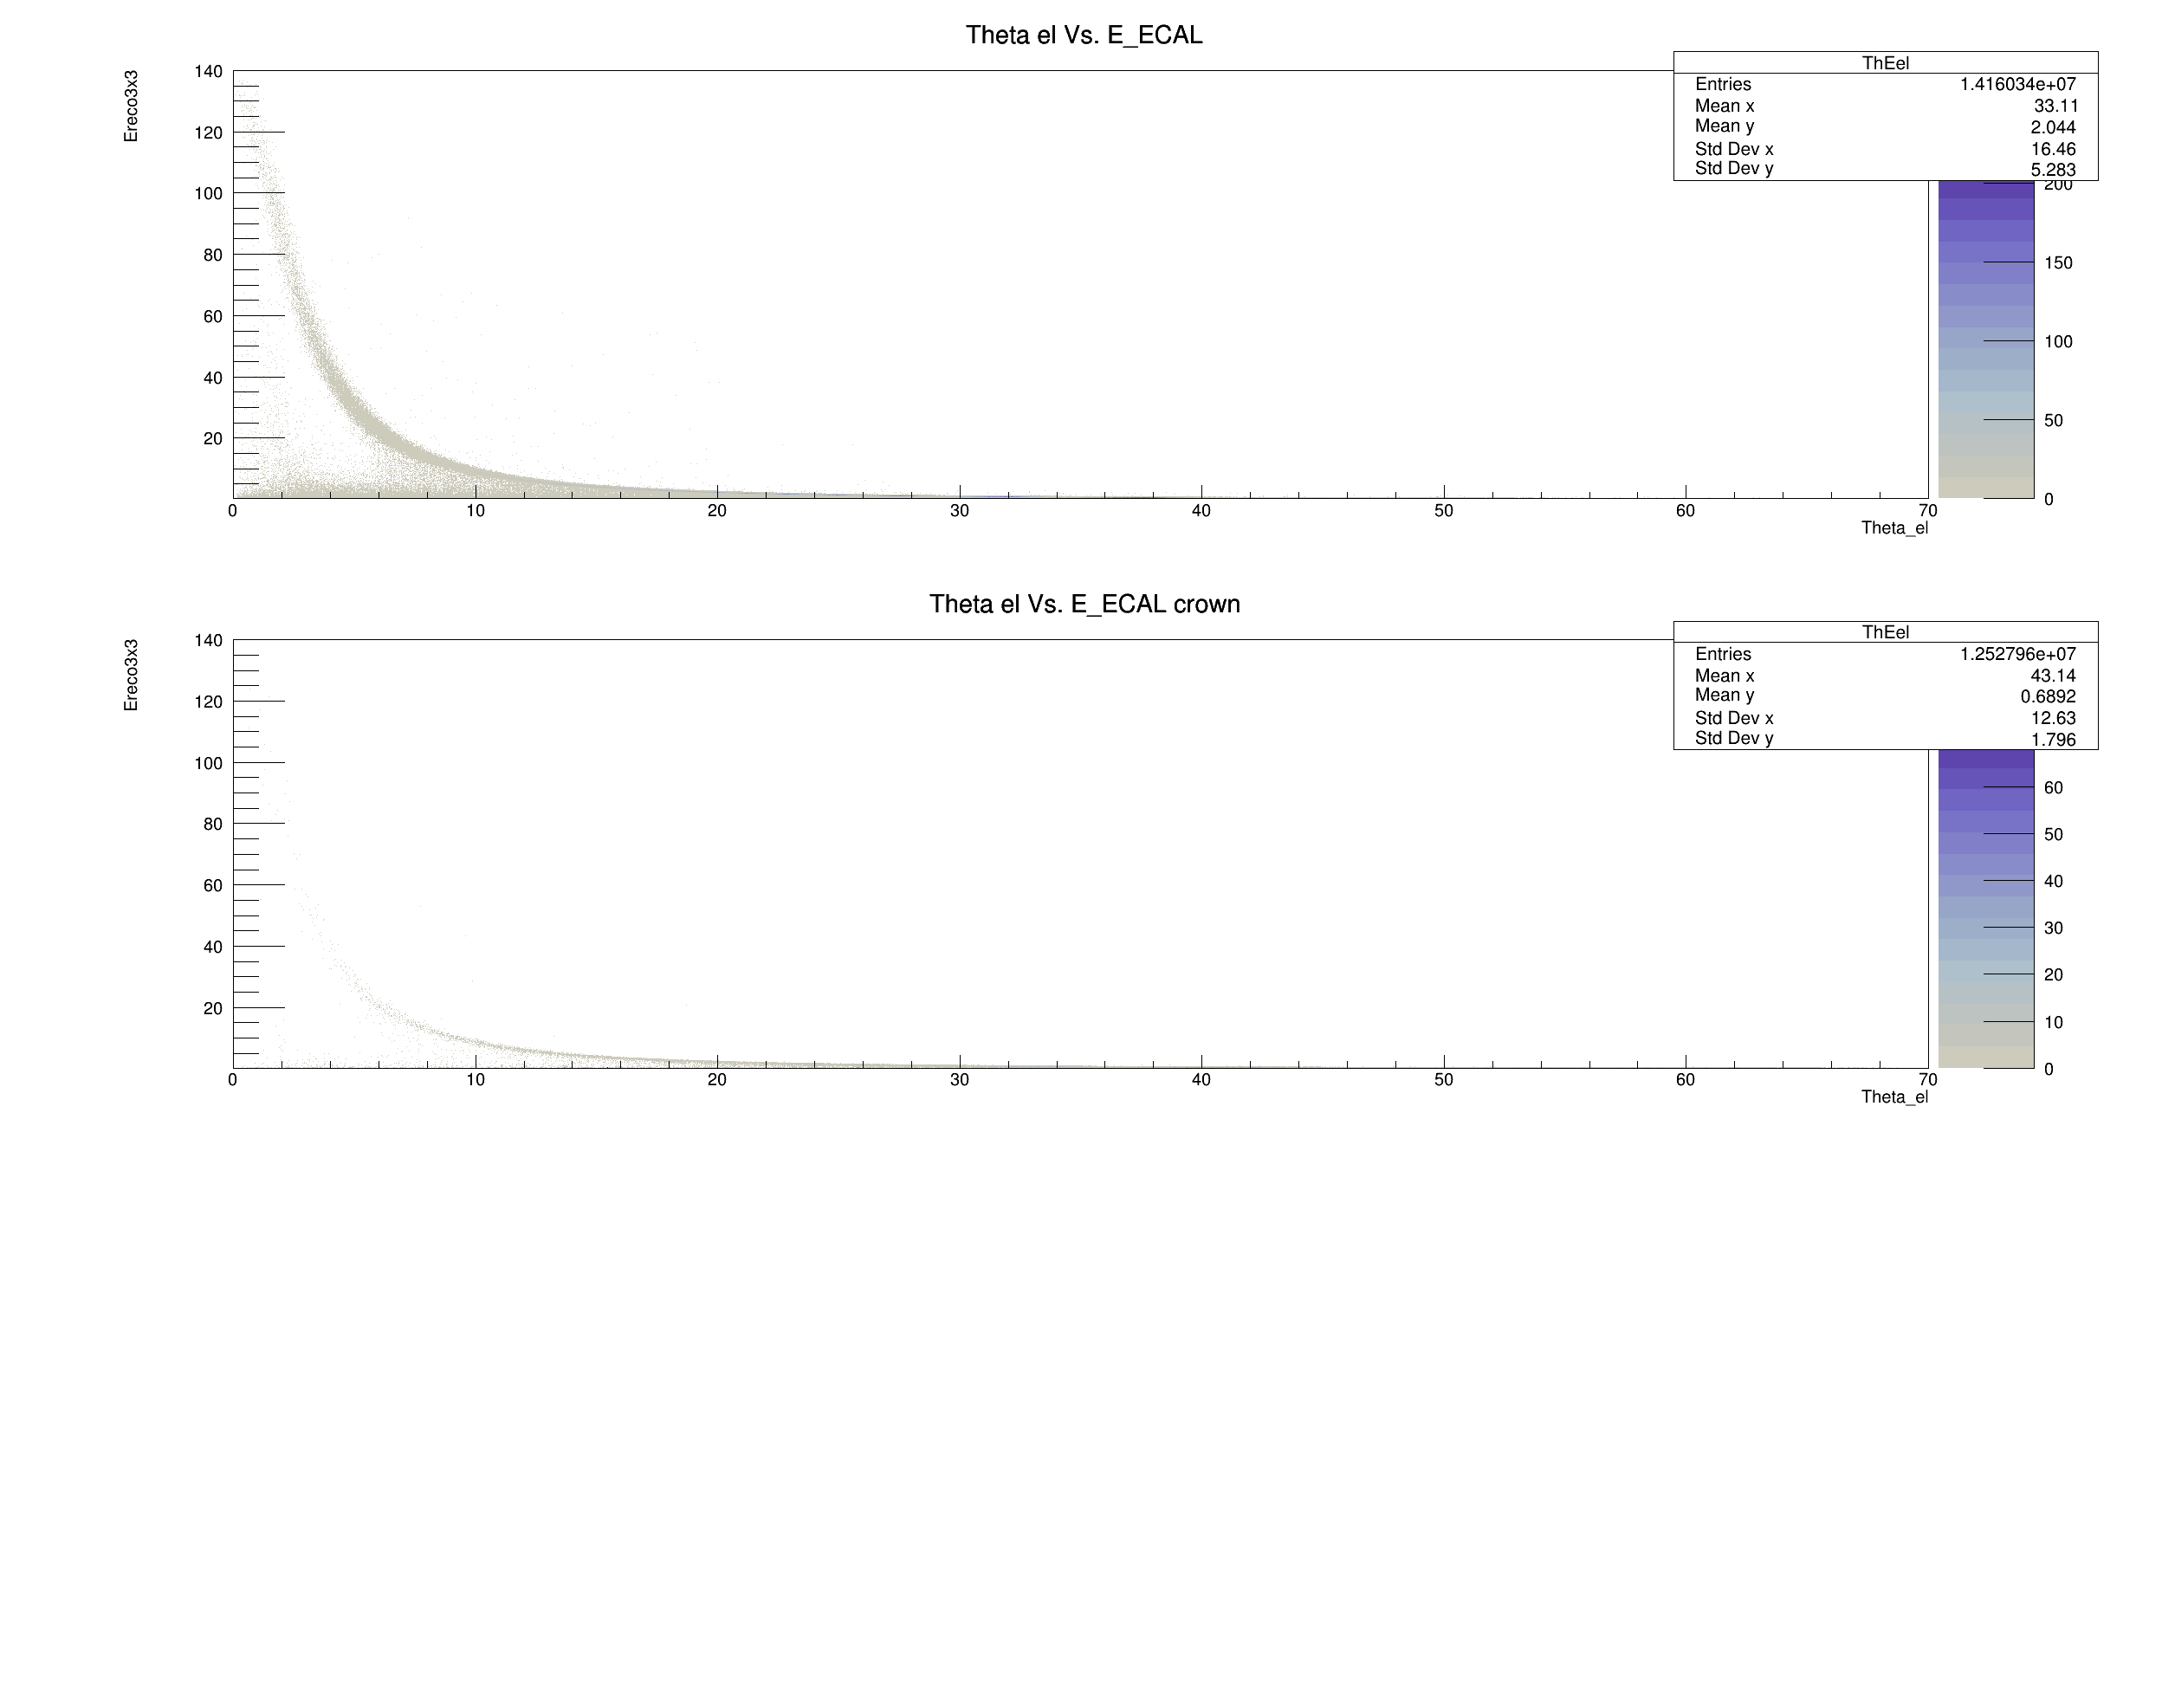 Theta el Vs. E_ECAL
ThEel
Entries 1.416034e+07
Mean x 33.11
Mean y 2.044
Std Dev x 16.46
Std Dev y 5.283
Ereco3x3
140
120
100
80
60
40
20
0 10 20 30 40 50 60 70
Theta_el
200
150
100
50
0
Theta el Vs. E_ECAL crown
ThEel
Entries 1.252796e+07
Mean x 43.14
Mean y 0.6892
Std Dev x 12.63
Std Dev y 1.796
Ereco3x3
140
120
100
80
60
40
20
0 10 20 30 40 50 60 70
Theta_el
60
50
40
30
20
10
0